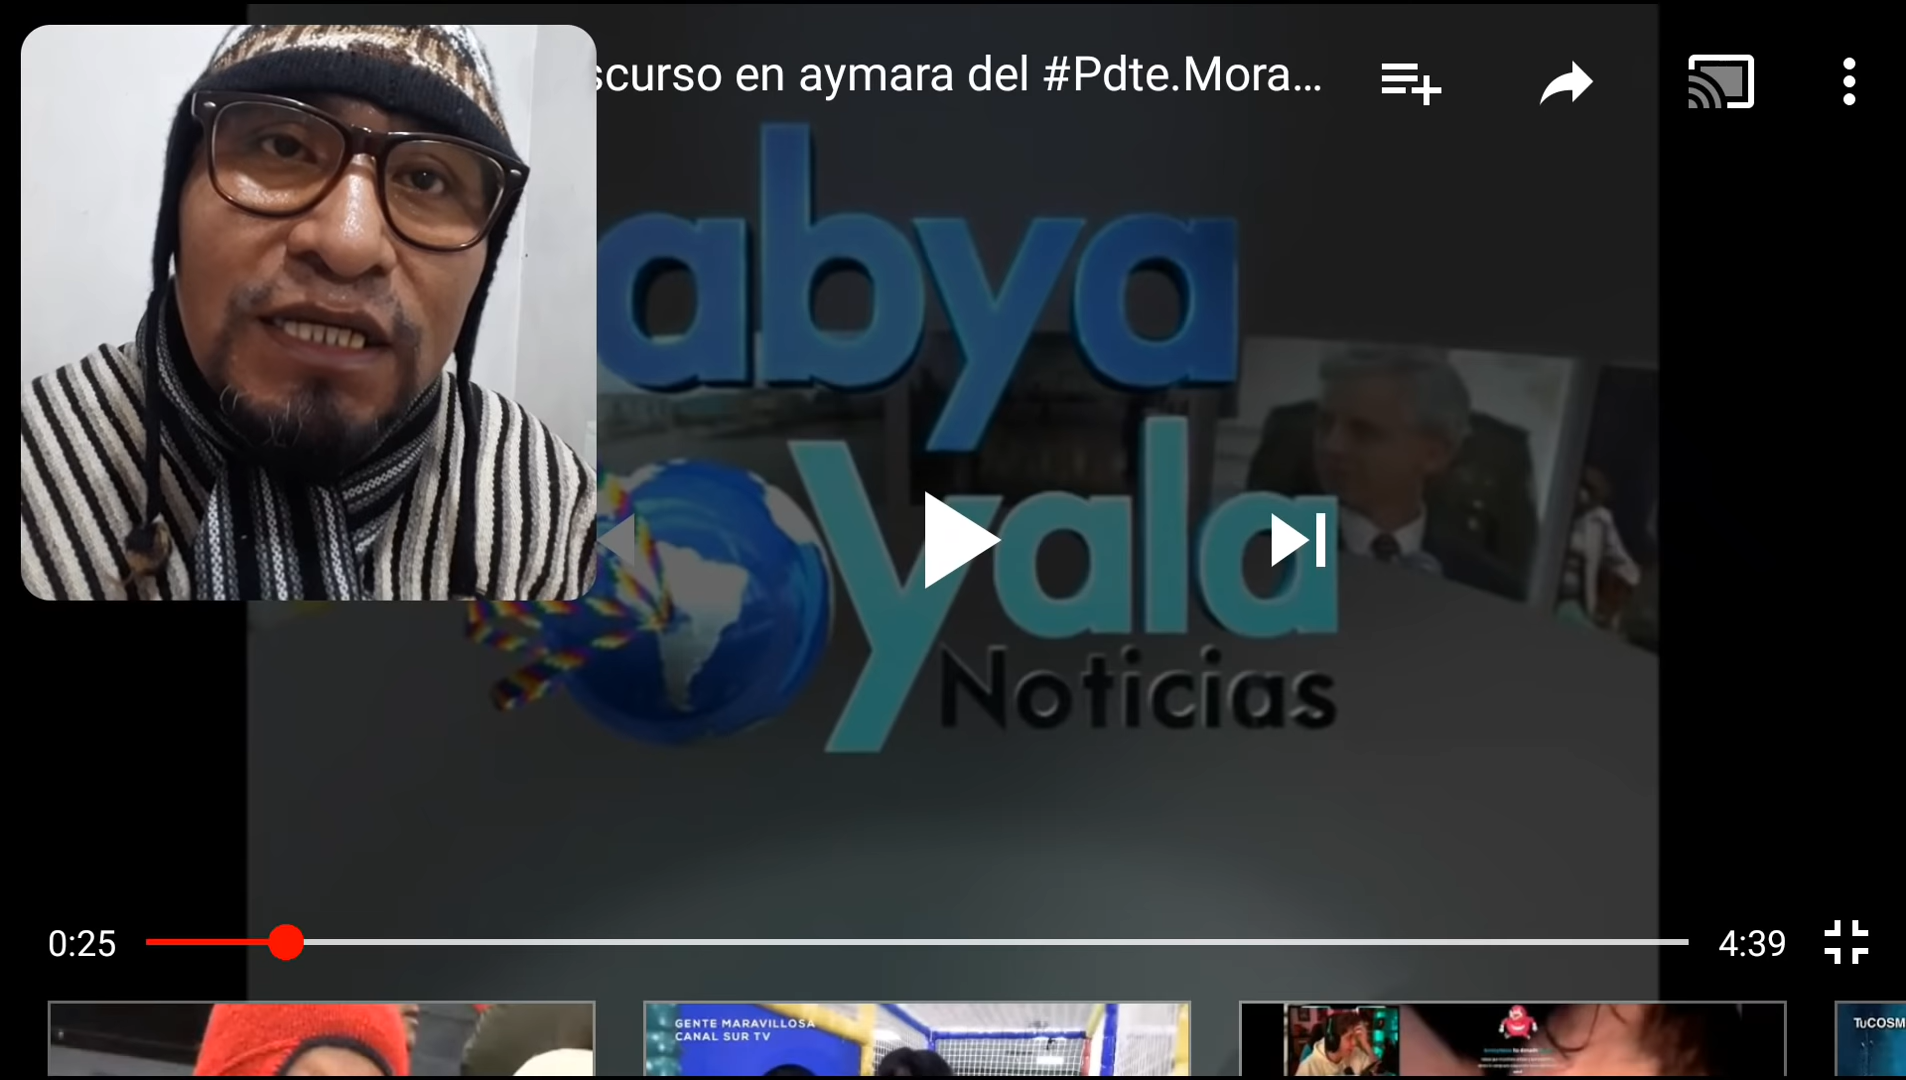 scurso en aymara del #Pdte.Mora...
abya
yala
Noticias
0:25
4:39
GENTE MARAVILLOSA
CANAL SUR TV
TuCOSM